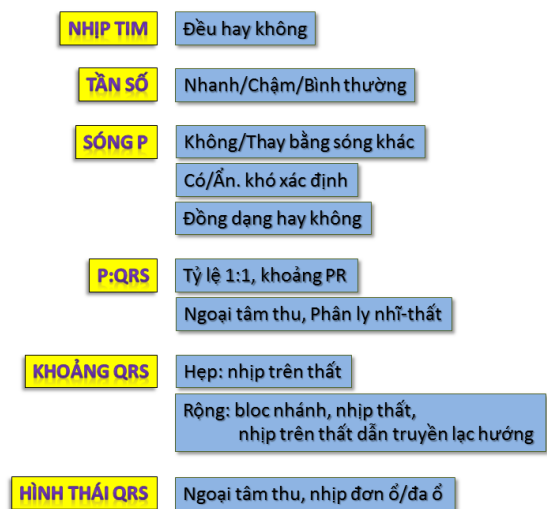 NHỊP TIM
Đều hay không
TẦN SỐ
Nhanh/Chậm/Bình thường
SÓNG P
Không/Thay bằng sóng khác
Có/Ẩn. khó xác định
Đồng dạng hay không
P:QRS
Tỷ lệ 1:1, khoảng PR
Ngoại tâm thu, Phân ly nhĩ-thất
KHOẢNG QRS
Hẹp: nhịp trên thất
Rộng: bloc nhánh, nhịp thất,
nhịp trên thất dẫn truyền lạc hướng
HÌNH THÁI QRS
Ngoại tâm thu, nhịp đơn ổ/đa ổ